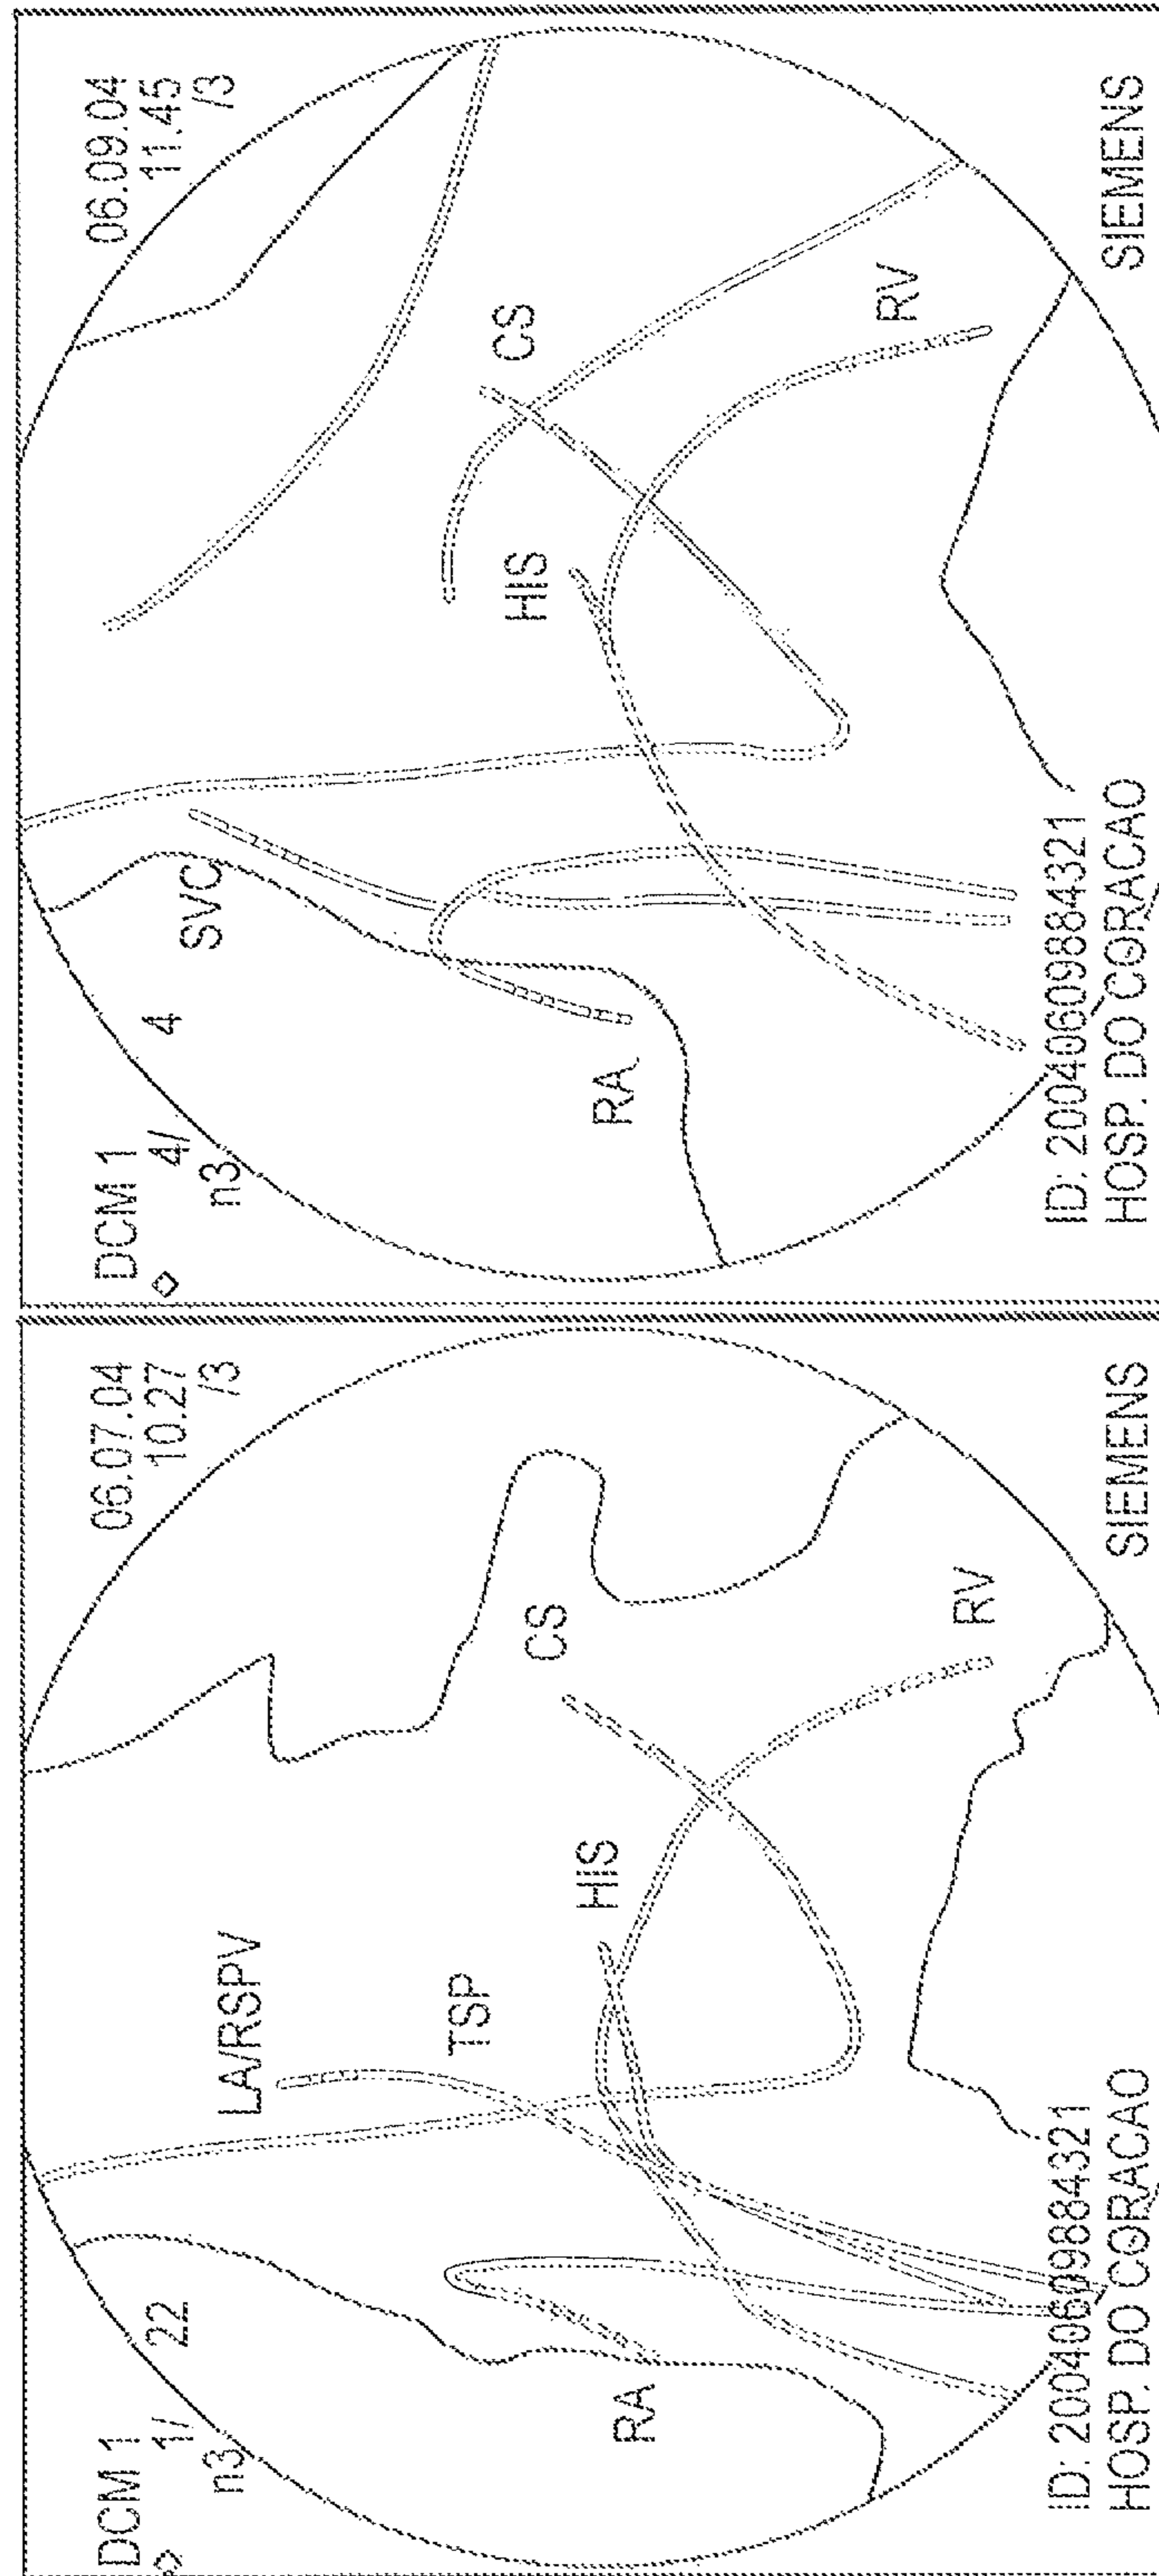 DCM 1
1/ 22
n3
06.07.04
10.27
/3
LA/RSPV
TSP
CS
HIS
RA
RV
ID: 20040609884321
HOSP. DO CORACAO
SIEMENS
DCM 1
4/ 4
n3
06.09.04
11.45
/3
SVC
CS
HIS
RA
RV
ID: 20040609884321
HOSP. DO CORACAO
SIEMENS